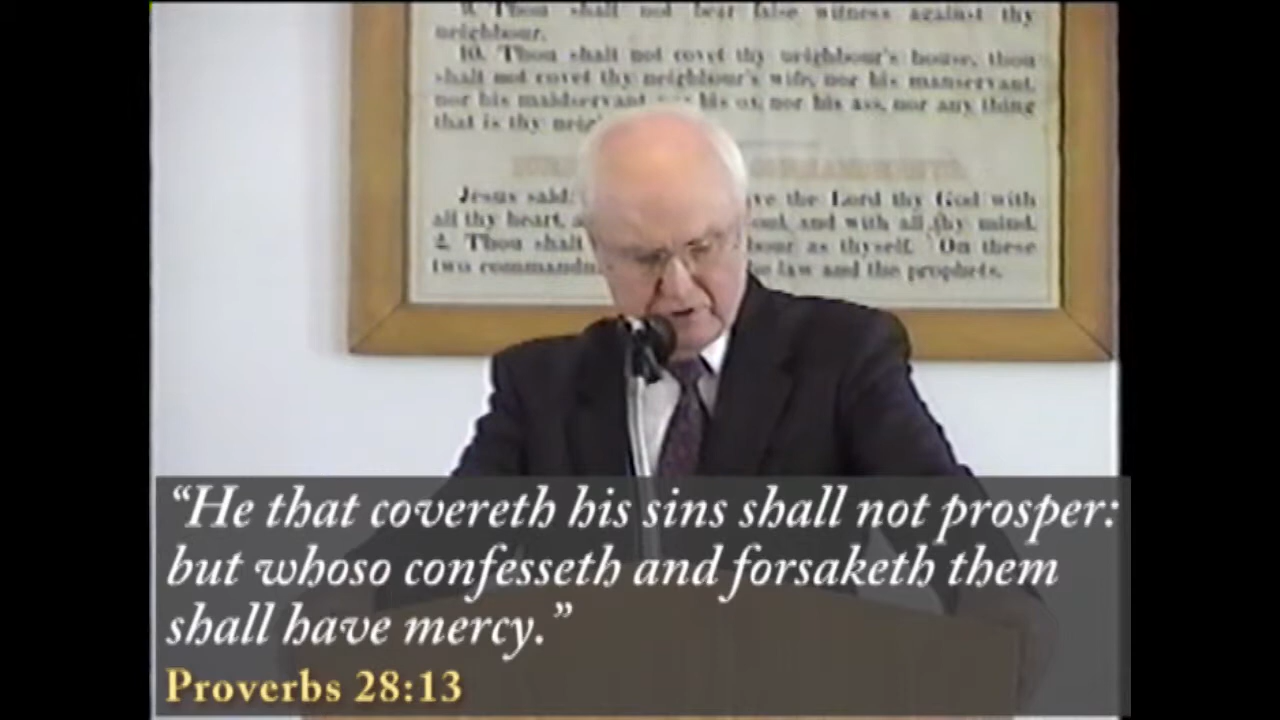 9. Thou shall not bear false witness against thy
neighbour.
10. Thou shalt not covet thy neighbour's house, thou
shalt not covet thy neighbour's wife, nor his manservant,
nor his maidservant, nor his ox, nor his ass, nor any thing
that is thy
Jesus said: the Lord thy God with
all thy heart, and with all thy mind.
2. Thou shalt as thyself. On these
two the law and the prophets.
“He that covereth his sins shall not prosper:
but whoso confesseth and forsaketh them
shall have mercy.”
Proverbs 28:13